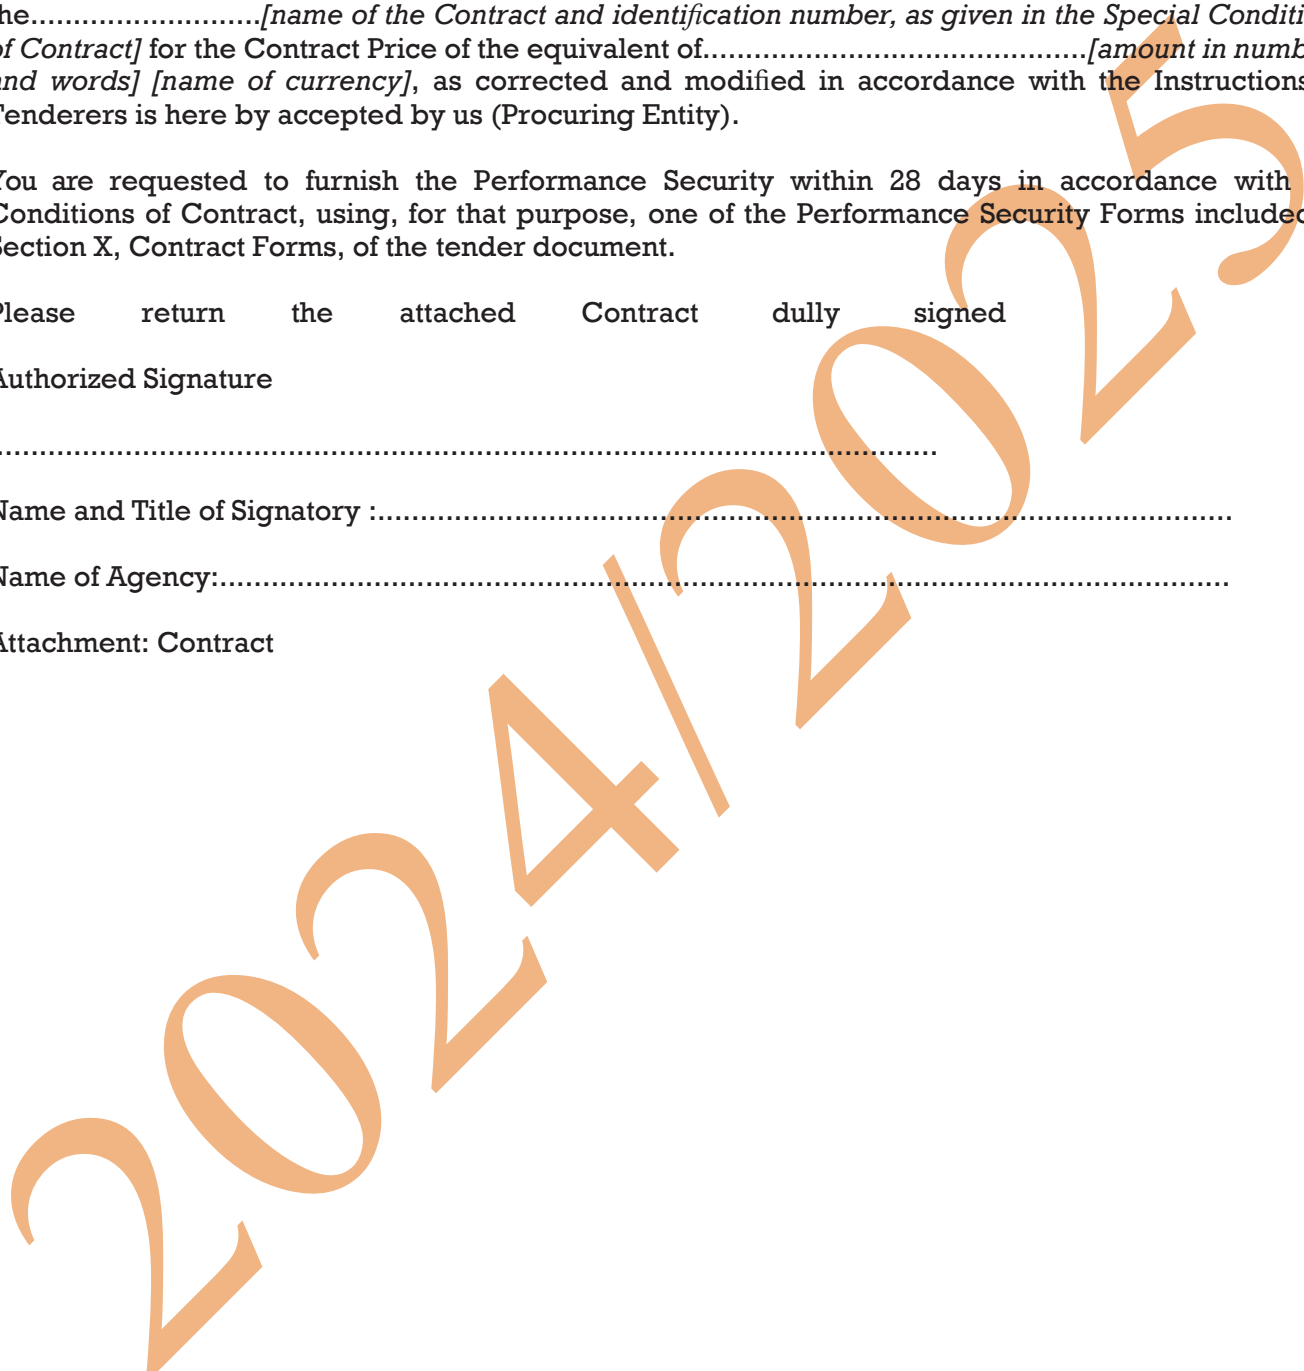 the...........................[name of the Contract and identification number, as given in the Special Conditi
of Contract] for the Contract Price of the equivalent of.............................................[amount in numb
and words] [name of currency], as corrected and modified in accordance with the Instructions
Tenderers is here by accepted by us (Procuring Entity).
You are requested to furnish the Performance Security within 28 days in accordance with
Conditions of Contract, using, for that purpose, one of the Performance Security Forms included
Section X, Contract Forms, of the tender document.
Please return the attached Contract dully signed
Authorized Signature
..............................................................................................................
Name and Title of Signatory :....................................................................................................
Name of Agency:......................................................................................................................
Attachment: Contract
2024/2025